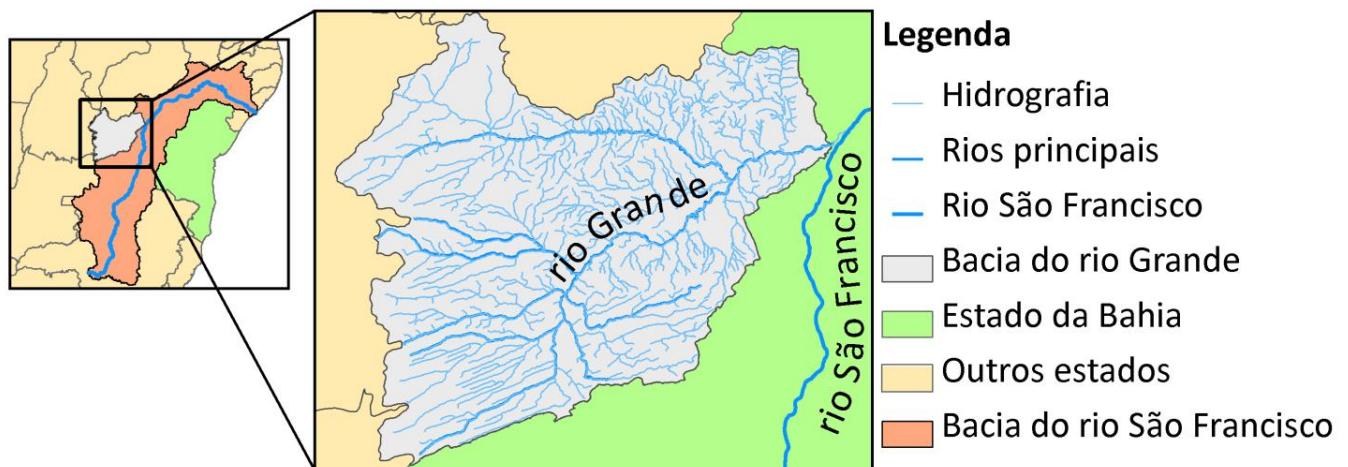 rio Grande
rio São Francisco
Legenda
Hidrografia
Rios principais
Rio São Francisco
Bacia do rio Grande
Estado da Bahia
Outros estados
Bacia do rio São Francisco